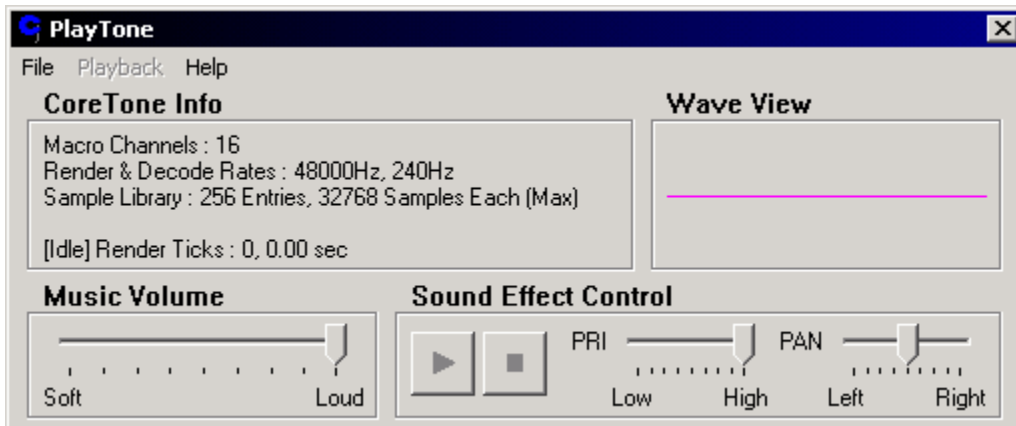 PlayTone
File Playback Help
CoreTone Info
Macro Channels : 16
Render & Decode Rates : 48000Hz, 240Hz
Sample Library : 256 Entries, 32768 Samples Each (Max)
[Idle] Render Ticks : 0, 0.00 sec
Wave View
Music Volume
Soft Loud
Sound Effect Control
PRI PAN
Low High Left Right